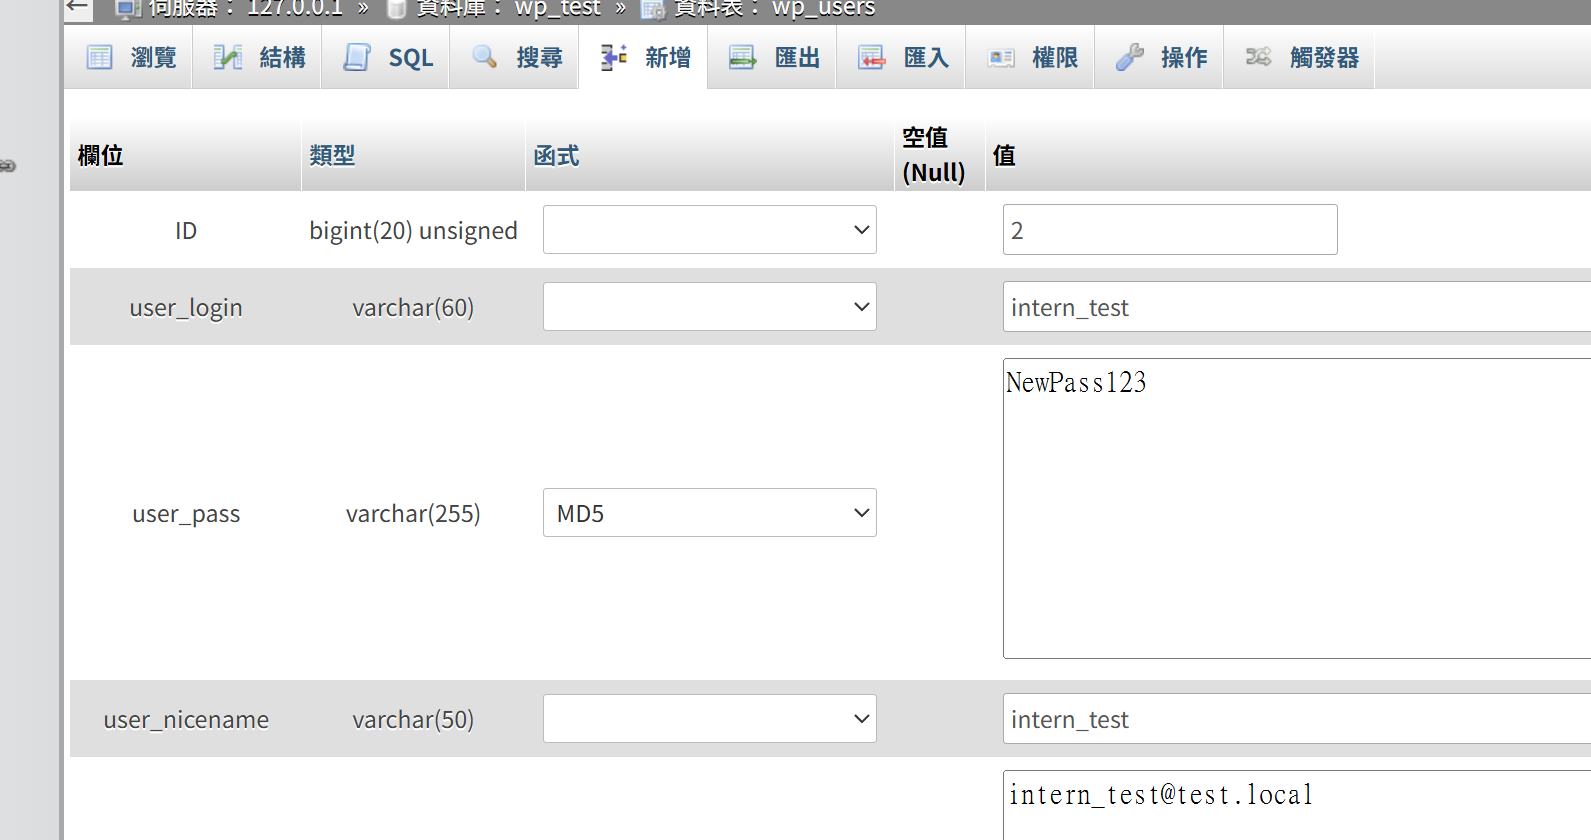 伺服器： 127.0.0.1 » 資料庫： wp_test » 資料表： wp_users
瀏覽 結構 SQL 搜尋 新增 匯出 匯入 權限 操作 觸發器
欄位 類型 函式 空值 (Null) 值
ID bigint(20) unsigned 2
user_login varchar(60) intern_test
NewPass123
user_pass varchar(255) MD5
user_nicename varchar(50) intern_test
intern_test@test.local